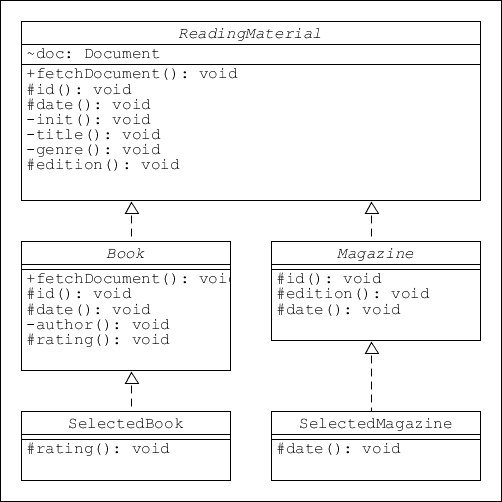 ReadingMaterial
~doc: Document
+fetchDocument(): void
#id(): void
#date(): void
-init(): void
-title(): void
-genre(): void
#edition(): void
Book
+fetchDocument(): voi
#id(): void
#date(): void
-author(): void
#rating(): void
Magazine
#id(): void
#edition(): void
#date(): void
SelectedBook
#rating(): void
SelectedMagazine
#date(): void